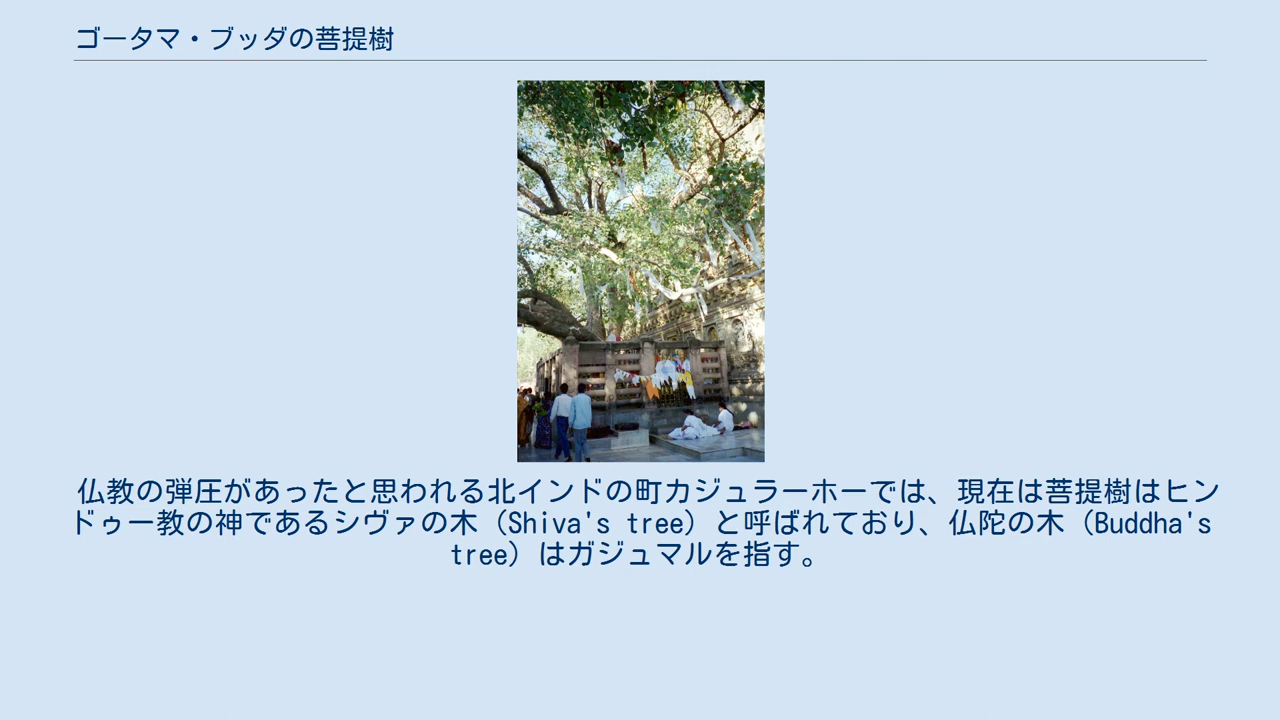 ゴータマ・ブッダの菩提樹
仏教の弾圧があったと思われる北インドの町カジュラーホーでは、現在は菩提樹はヒン
ドゥー教の神であるシヴァの木（Shiva's tree）と呼ばれており、仏陀の木（Buddha's
tree）はガジュマルを指す。